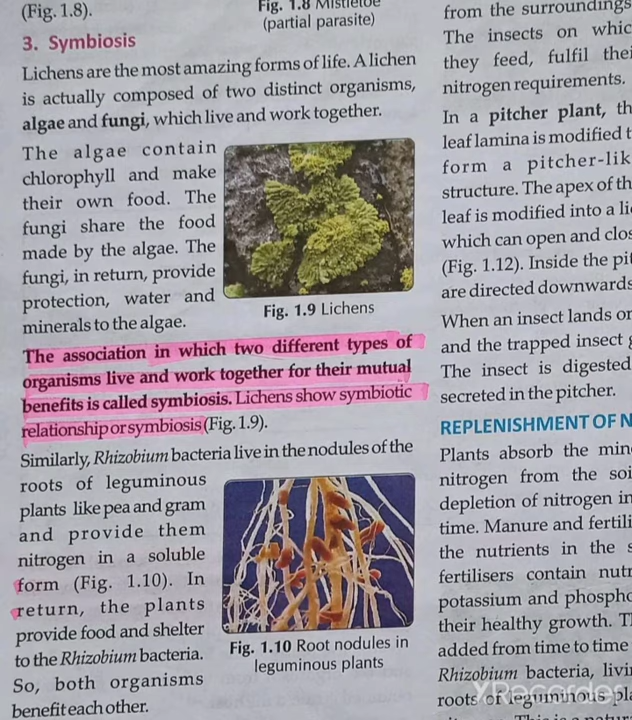 (Fig. 1.8).
Fig. 1.8 Mistletoe
(partial parasite)
3. Symbiosis
Lichens are the most amazing forms of life. A lichen
is actually composed of two distinct organisms,
algae and fungi, which live and work together.
The algae contain
chlorophyll and make
their own food. The
fungi share the food
made by the algae. The
fungi, in return, provide
protection, water and
minerals to the algae.
Fig. 1.9 Lichens
The association in which two different types of
organisms live and work together for their mutual
benefits is called symbiosis. Lichens show symbiotic
relationship or symbiosis (Fig. 1.9).
Similarly, Rhizobium bacteria live in the nodules of the
roots of leguminous
plants like pea and gram
and provide them
nitrogen in a soluble
form (Fig. 1.10). In
return, the plants
provide food and shelter
to the Rhizobium bacteria.
So, both organisms
benefit each other.
Fig. 1.10 Root nodules in
leguminous plants
from the surroundings
The insects on whic
they feed, fulfil thei
nitrogen requirements.
In a pitcher plant, th
leaf lamina is modified t
form a pitcher-lik
structure. The apex of th
leaf is modified into a li
which can open and clos
(Fig. 1.12). Inside the pit
are directed downwards
When an insect lands on
and the trapped insect g
The insect is digested
secreted in the pitcher.
REPLENISHMENT OF N
Plants absorb the min
nitrogen from the soi
depletion of nitrogen in
time. Manure and fertili
the nutrients in the s
fertilisers contain nutr
potassium and phospho
their healthy growth. T
added from time to time
Rhizobium bacteria, livi
roots of leguminous pla
XRecorder